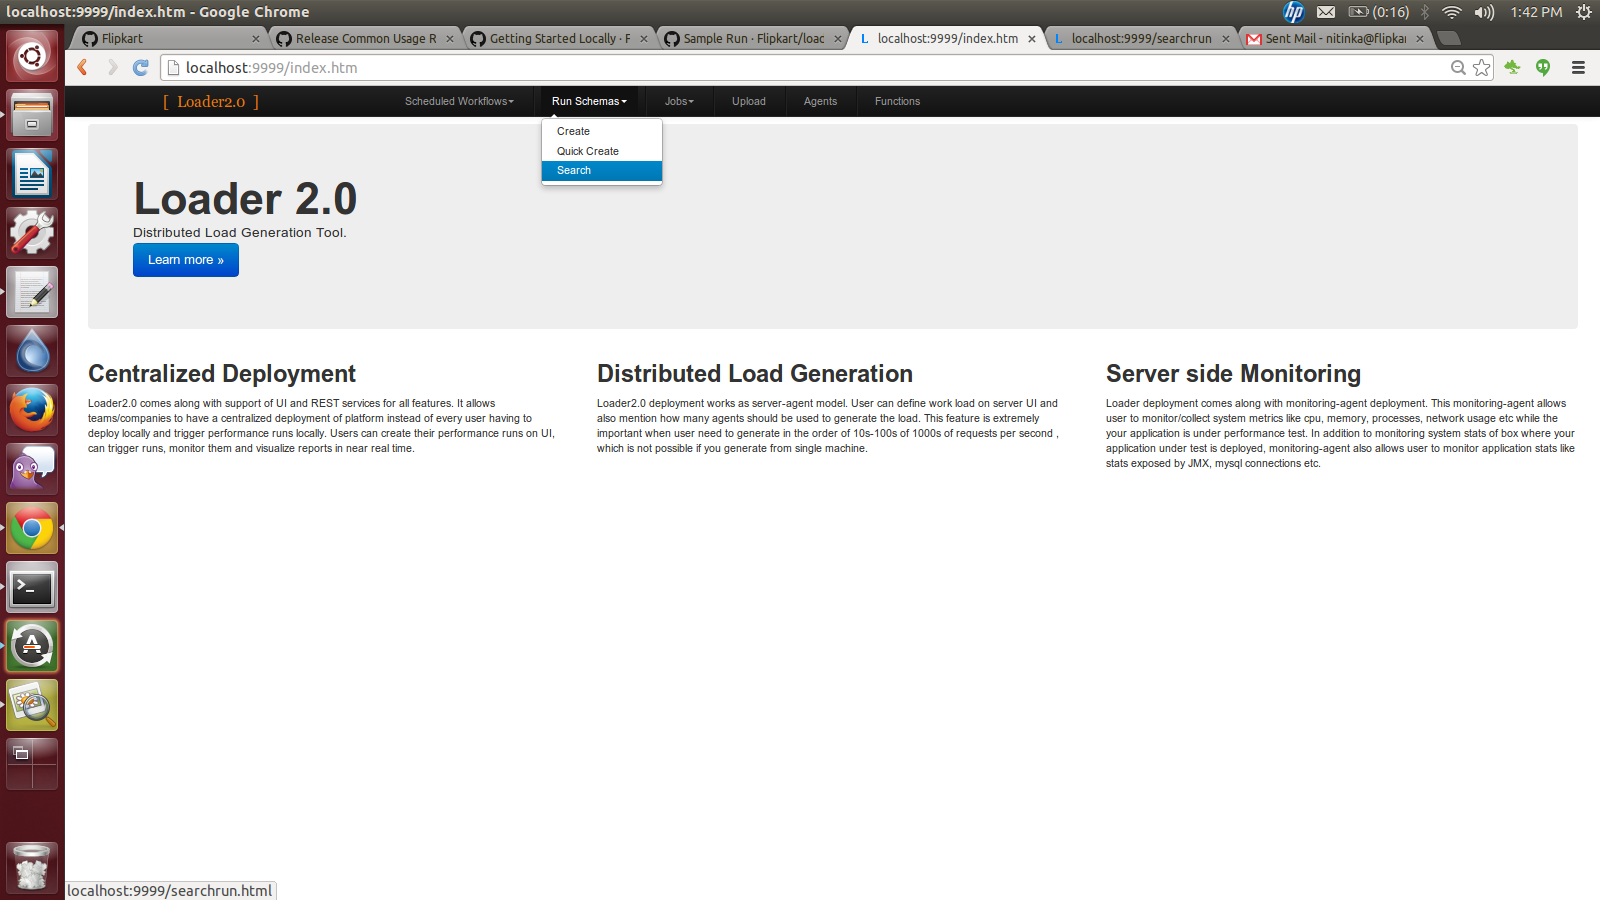 localhost:9999/index.htm - Google Chrome
(0:16)
1:42 PM
Flipkart
Release Common Usage R
Getting Started Locally · F
Sample Run · Flipkart/loac
L localhost:9999/index.htm
L localhost:9999/searchrun
Sent Mail - nitinka@flipkar
localhost:9999/index.htm
[ Loader2.0 ]
Scheduled Workflows
Run Schemas
Jobs
Upload
Agents
Functions
Create
Quick Create
Search
Loader 2.0
Distributed Load Generation Tool.
Learn more »
Centralized Deployment
Loader2.0 comes along with support of UI and REST services for all features. It allows
teams/companies to have a centralized deployment of platform instead of every user having to
deploy locally and trigger performance runs locally. Users can create their performance runs on UI,
can trigger runs, monitor them and visualize reports in near real time.
Distributed Load Generation
Loader2.0 deployment works as server-agent model. User can define work load on server UI and
also mention how many agents should be used to generate the load. This feature is extremely
important when user need to generate in the order of 10s-100s of 1000s of requests per second ,
which is not possible if you generate from single machine.
Server side Monitoring
Loader deployment comes along with monitoring-agent deployment. This monitoring-agent allows
user to monitor/collect system metrics like cpu, memory, processes, network usage etc while the
your application is under performance test. In addition to monitoring system stats of box where your
application under test is deployed, monitoring-agent also allows user to monitor application stats like
stats exposed by JMX, mysql connections etc.
localhost:9999/searchrun.html